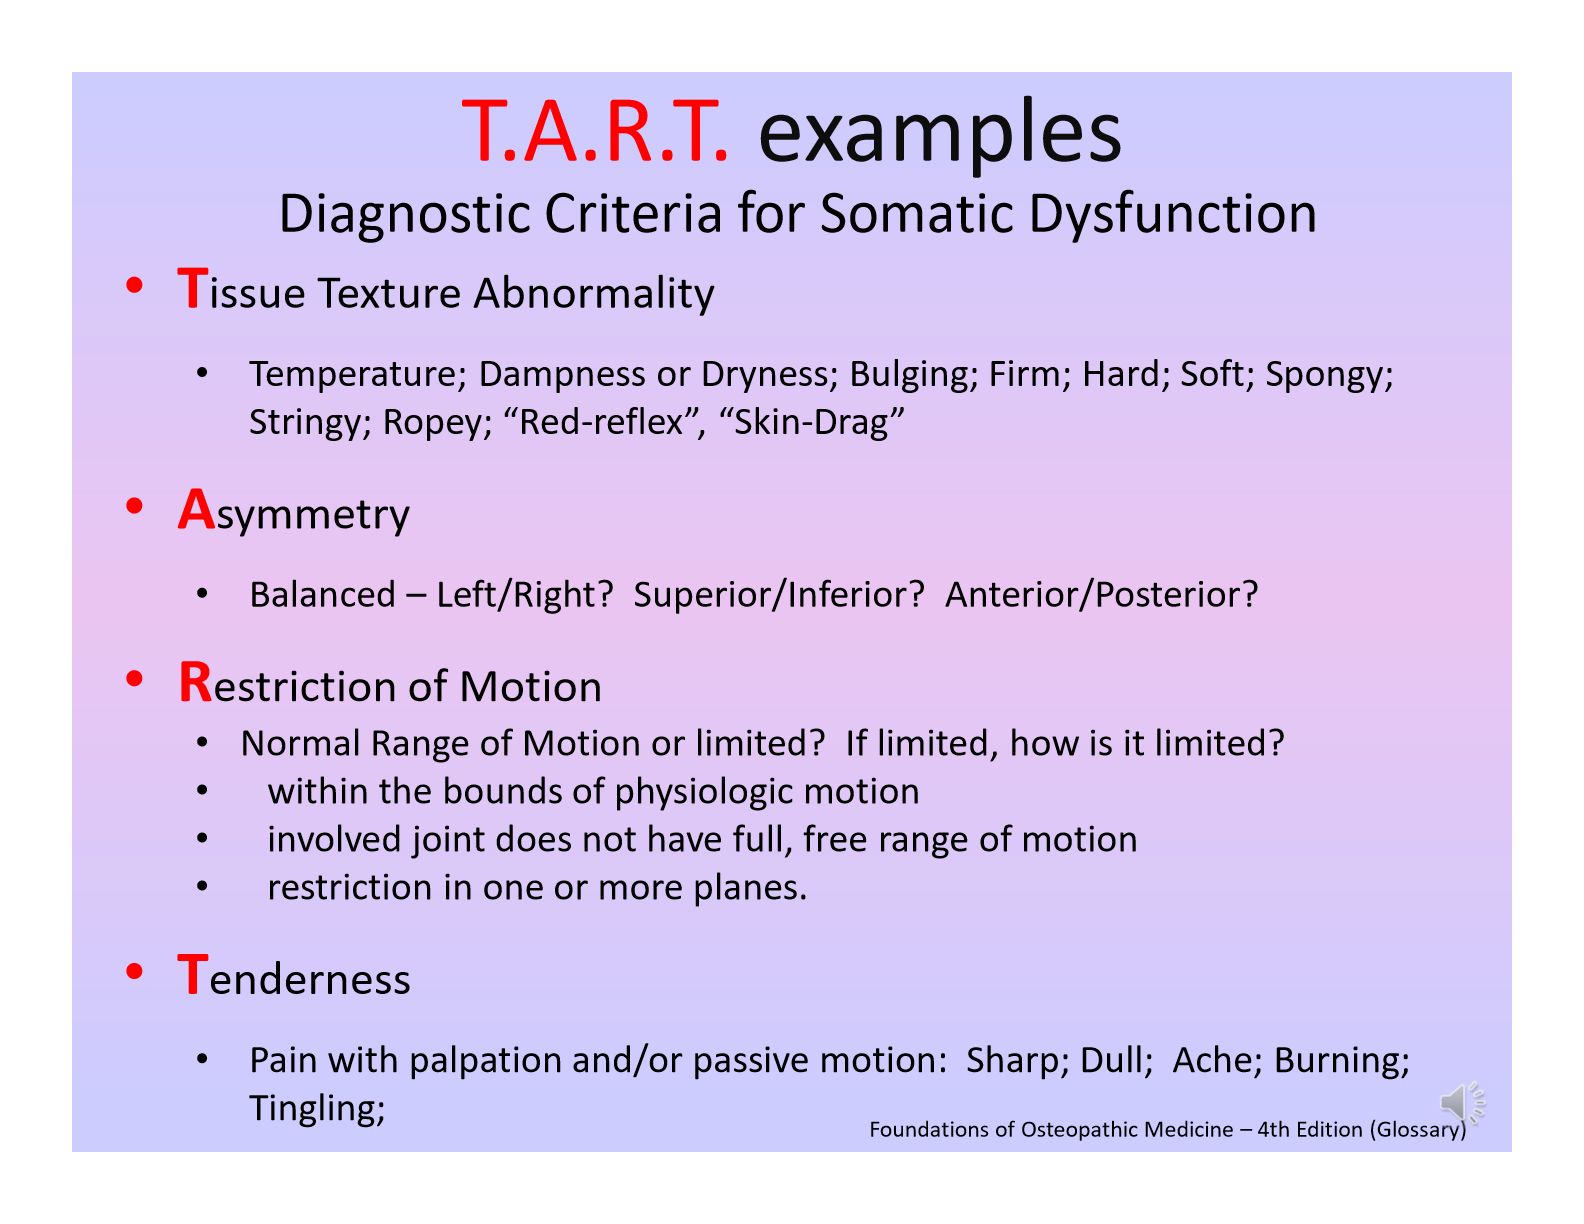 T.A.R.T. examples
Diagnostic Criteria for Somatic Dysfunction
• Tissue Texture Abnormality
• Temperature; Dampness or Dryness; Bulging; Firm; Hard; Soft; Spongy;
Stringy; Ropey; “Red-reflex”, “Skin-Drag”
• Asymmetry
• Balanced – Left/Right?  Superior/Inferior?  Anterior/Posterior?
• Restriction of Motion
• Normal Range of Motion or limited?  If limited, how is it limited?
• within the bounds of physiologic motion
• involved joint does not have full, free range of motion
• restriction in one or more planes.
• Tenderness
• Pain with palpation and/or passive motion:  Sharp; Dull;  Ache; Burning;
Tingling;
Foundations of Osteopathic Medicine – 4th Edition (Glossary)